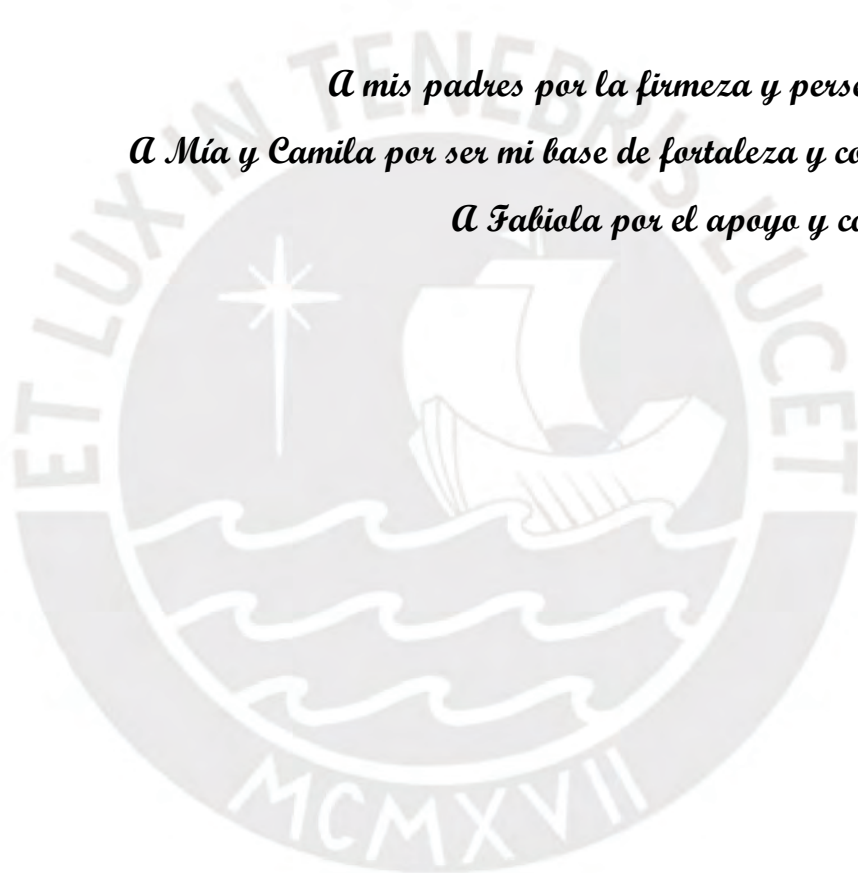 A mis padres por la firmeza y
A Mía y Camila por ser mi base de fortaleza y
A Fabiola por el apoyo y
ET LUX IN TENEBRIS LUCET
MCMXVII